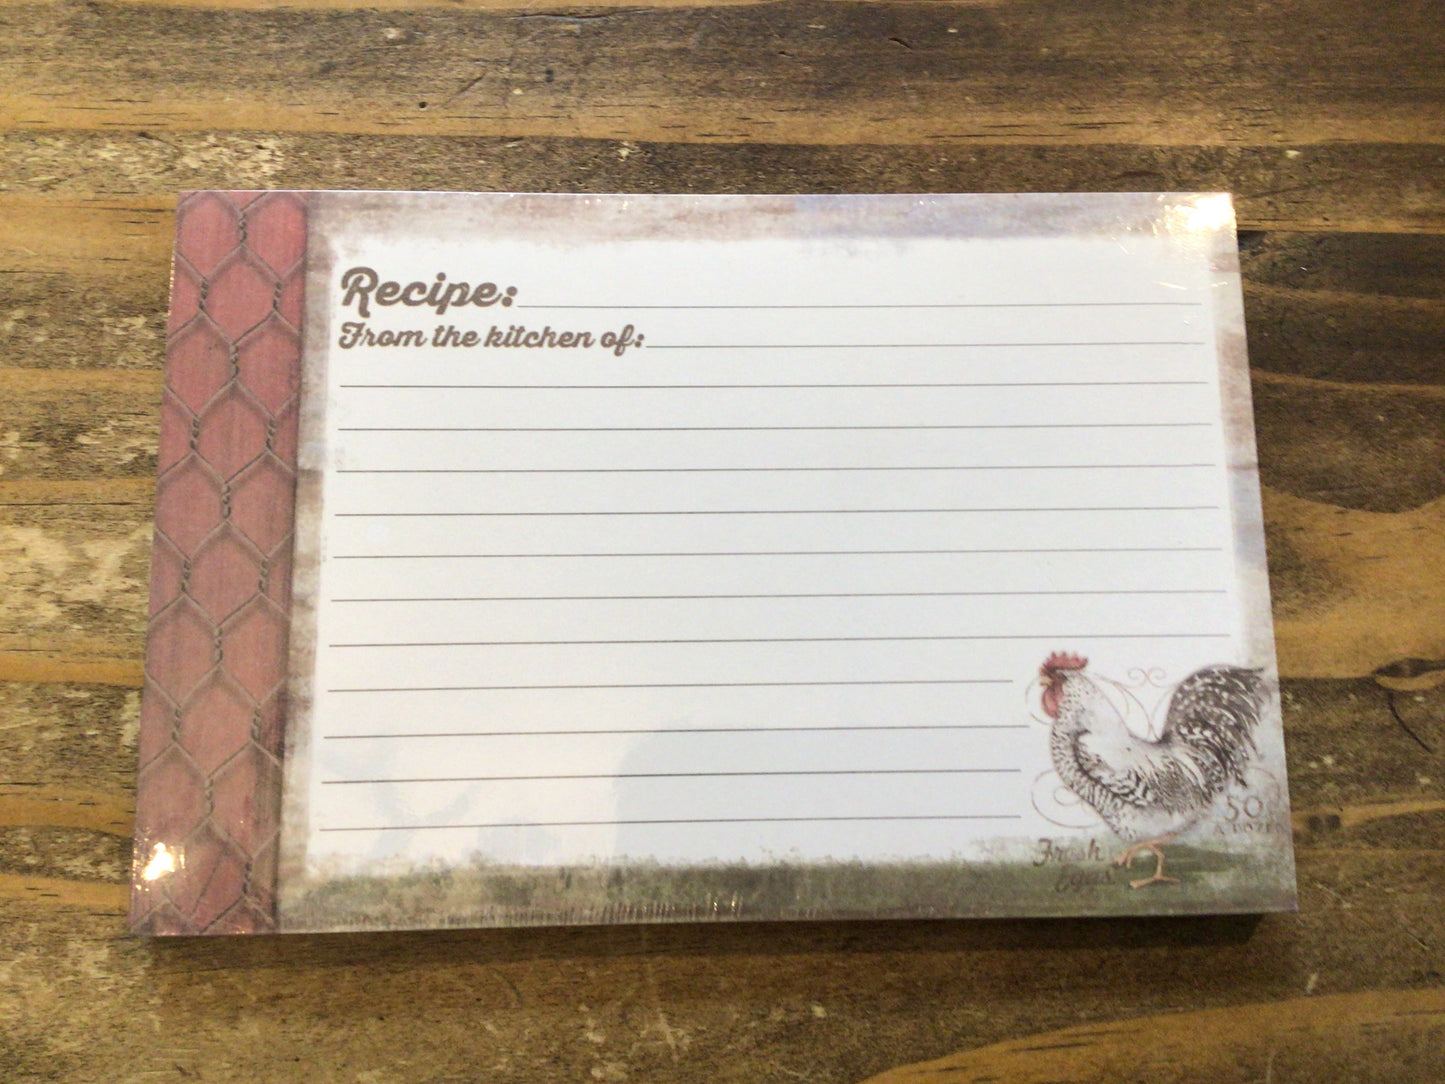 Recipe:
From the kitchen of:
50
A DOZEN
Fresh
Eggs